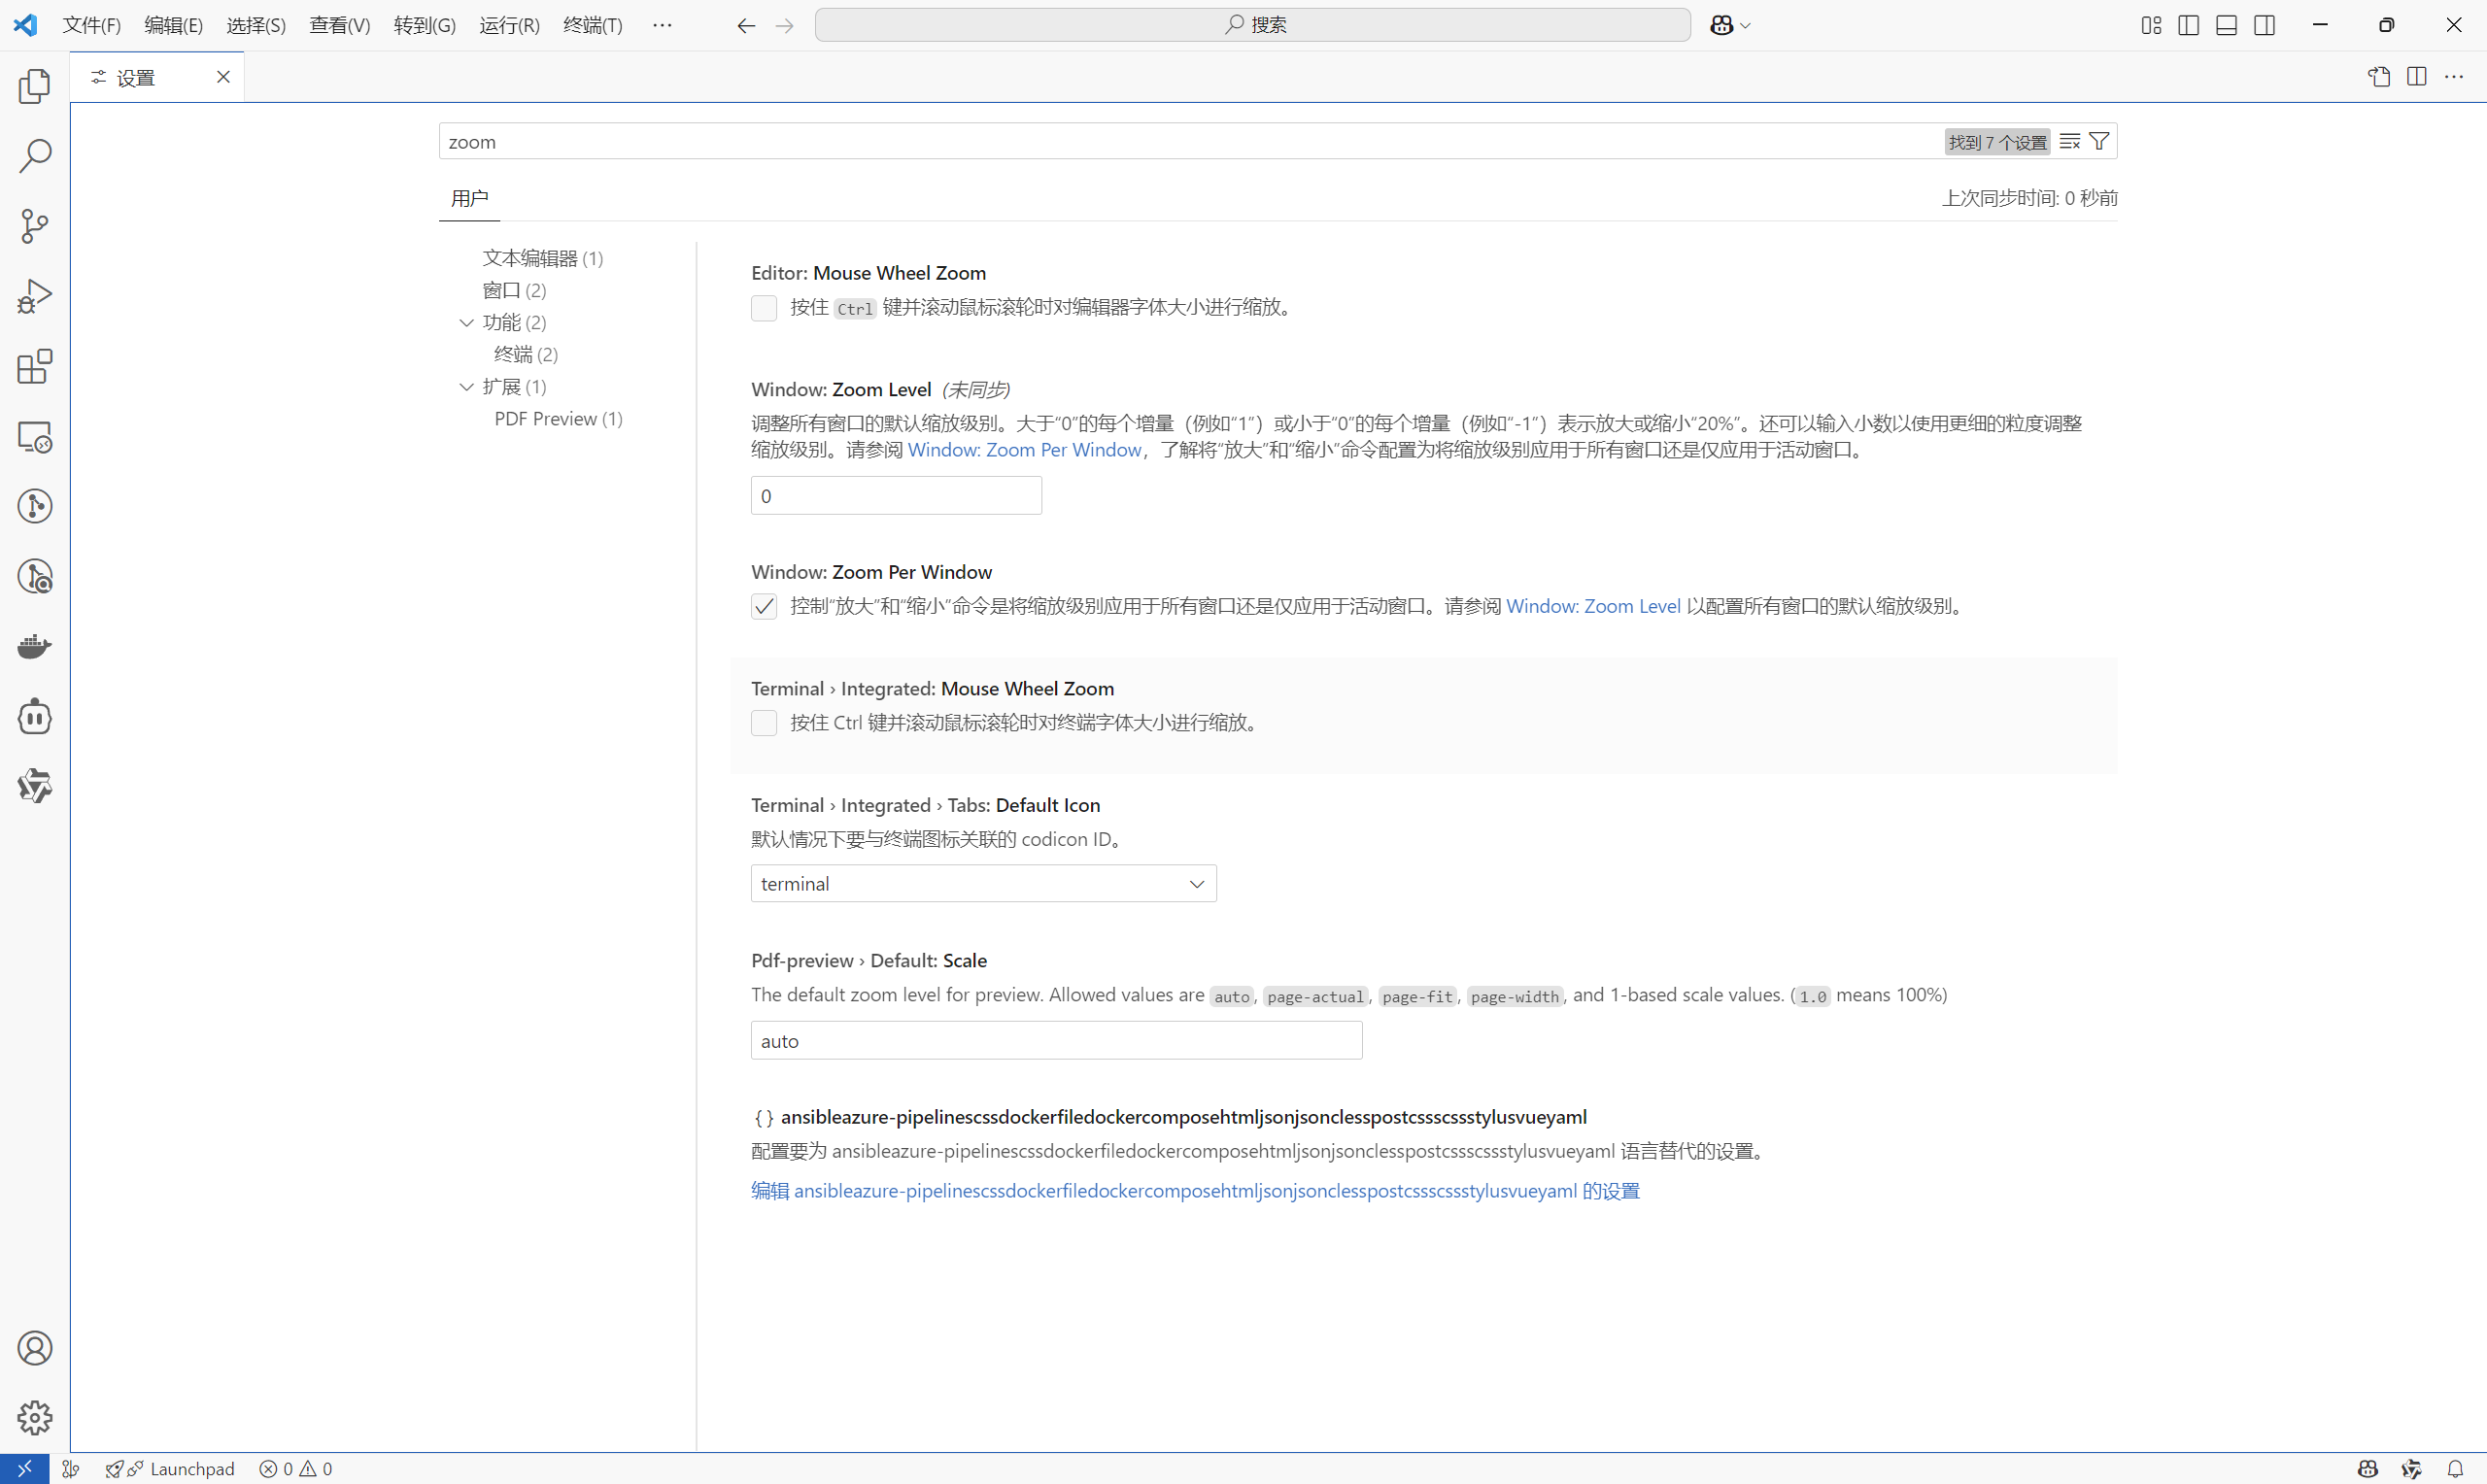 文件(F) 编辑(E) 选择(S) 查看(V) 转到(G) 运行(R) 终端(T) ··· 搜索
设置
zoom 找到 7 个设置
用户 上次同步时间: 0 秒前
文本编辑器 (1)
窗口 (2)
功能 (2)
终端 (2)
扩展 (1)
PDF Preview (1)
Editor: Mouse Wheel Zoom
按住 Ctrl 键并滚动鼠标滚轮时对编辑器字体大小进行缩放。
Window: Zoom Level (未同步)
调整所有窗口的默认缩放级别。大于“0”的每个增量（例如“1”）或小于“0”的每个增量（例如“-1”）表示放大或缩小“20%”。还可以输入小数以使用更细的粒度调整
缩放级别。请参阅 Window: Zoom Per Window，了解将“放大”和“缩小”命令配置为将缩放级别应用于所有窗口还是仅应用于活动窗口。
0
Window: Zoom Per Window
控制“放大”和“缩小”命令是将缩放级别应用于所有窗口还是仅应用于活动窗口。请参阅 Window: Zoom Level 以配置所有窗口的默认缩放级别。
Terminal › Integrated: Mouse Wheel Zoom
按住 Ctrl 键并滚动鼠标滚轮时对终端字体大小进行缩放。
Terminal › Integrated › Tabs: Default Icon
默认情况下要与终端图标关联的 codicon ID。
terminal
Pdf-preview › Default: Scale
The default zoom level for preview. Allowed values are auto, page-actual, page-fit, page-width, and 1-based scale values. (1.0 means 100%)
auto
{} ansibleazure-pipelinescssdockerfiledockercomposehtmljsonjsonclesspostcssscssstylusvueyaml
配置要为 ansibleazure-pipelinescssdockerfiledockercomposehtmljsonjsonclesspostcssscssstylusvueyaml 语言替代的设置。
编辑 ansibleazure-pipelinescssdockerfiledockercomposehtmljsonjsonclesspostcssscssstylusvueyaml 的设置
Launchpad 0 0